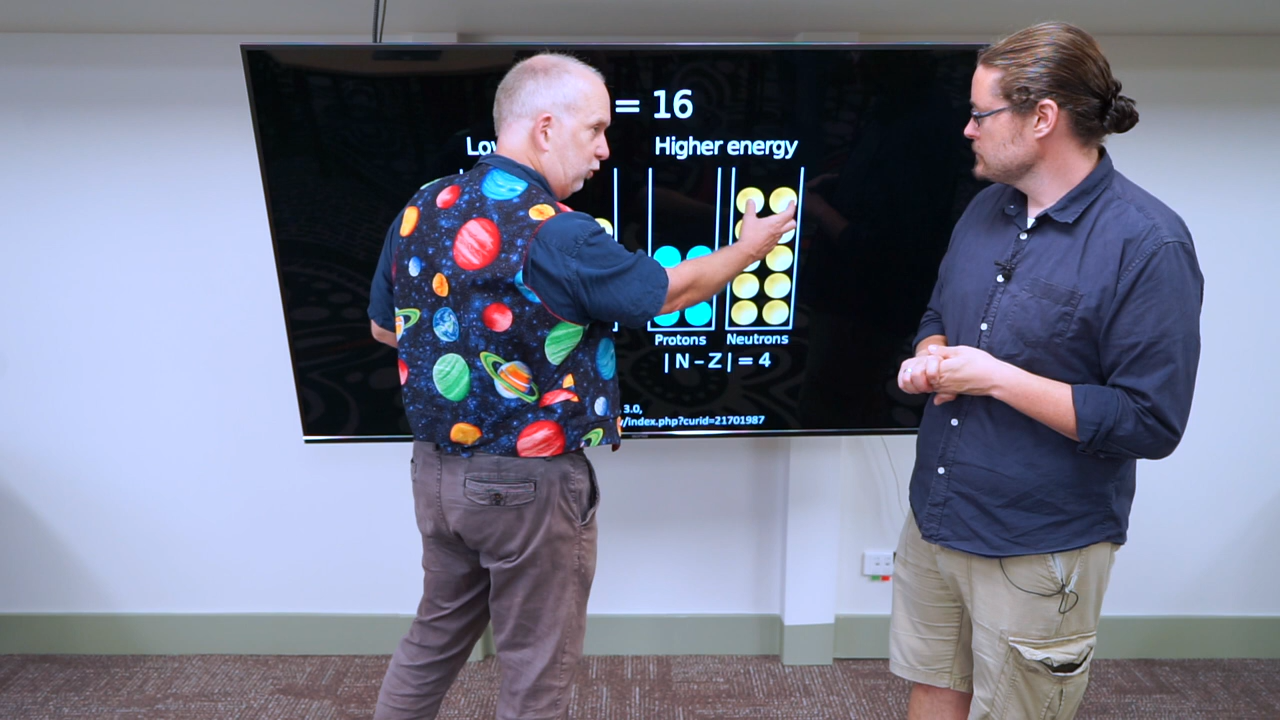 = 16
Higher energy
Protons Neutrons
| N – Z | = 4
3.0,
/index.php?curid=21701987